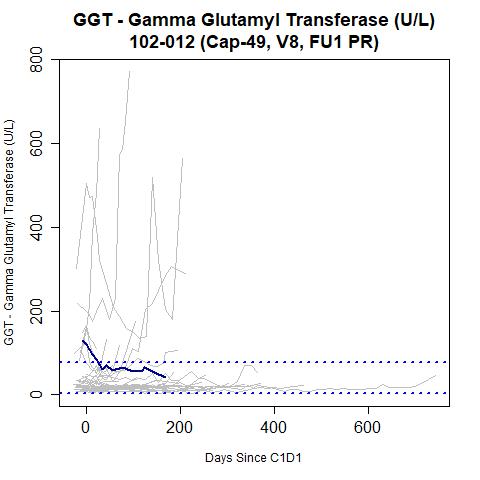 GGT - Gamma Glutamyl Transferase (U/L)
102-012 (Cap-49, V8, FU1 PR)
GGT - Gamma Glutamyl Transferase (U/L)
800
600
400
200
0
0 200 400 600
Days Since C1D1